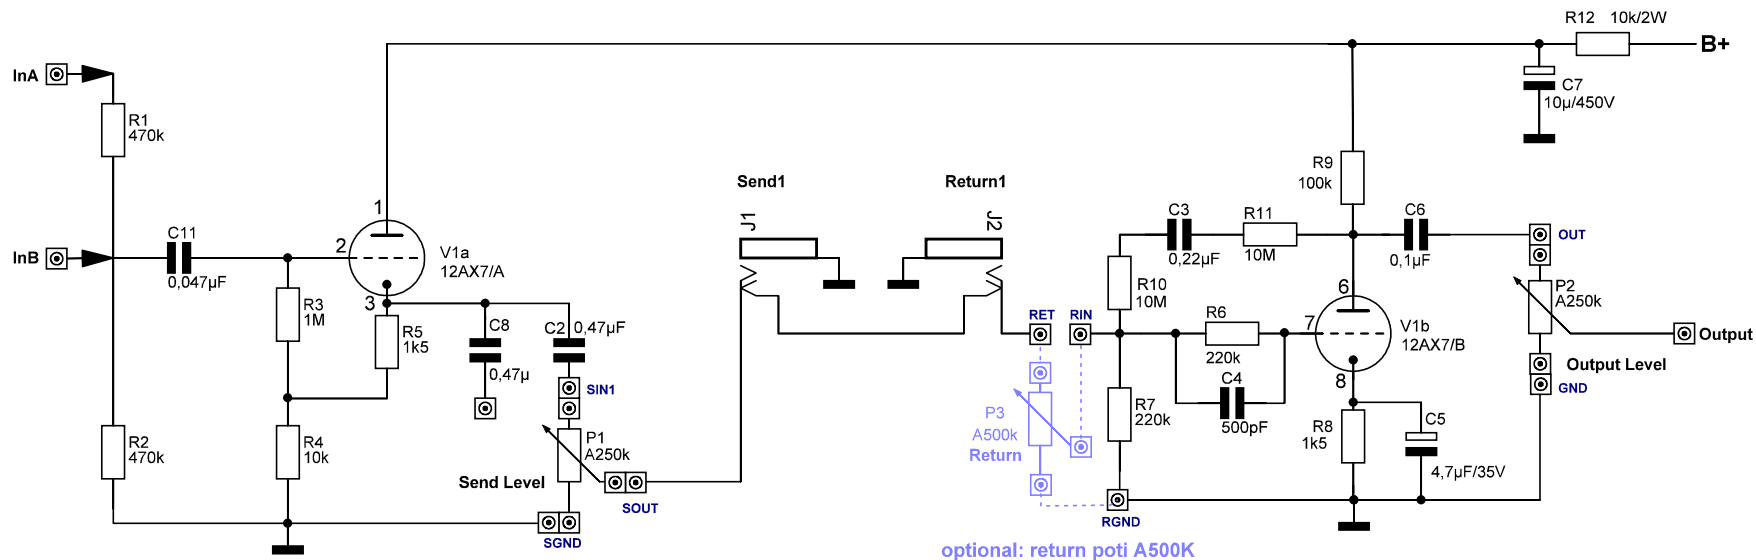 R12 10k/2W
B+
InA
C7
10µ/450V
R1
470k
R9
100k
Send1
Return1
J1
J2
1
C11
0,047µF
InB
2
V1a
12AX7/A
3
C3
0,22µF
R11
10M
C6
0,1µF
OUT
R10
10M
6
P2
A250k
R3
1M
R5
1k5
C8
0,47µ
C2
0,47µF
RET
RIN
R6
220k
7
V1b
12AX7/B
Output
Output Level
GND
SIN1
C4
500pF
8
P3
A500k
Return
R7
220k
R8
1k5
C5
4,7µF/35V
R2
470k
R4
10k
P1
A250k
Send Level
SOUT
SGND
RGND
optional: return poti A500K